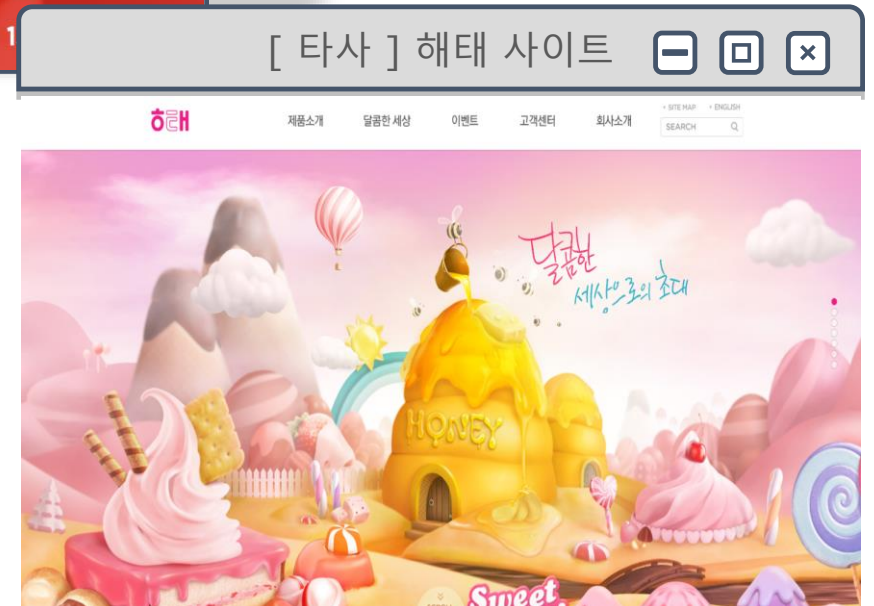 1
[ 타사 ] 해태 사이트
해태
제품소개
달콤한 세상
이벤트
고객센터
회사소개
SITE MAP
ENGLISH
SEARCH
달콤한
세상으로의 초대
HONEY
Sweet